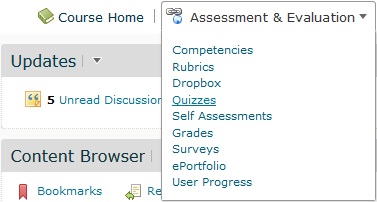 Course Home Assessment & Evaluation
Competencies
Rubrics
Updates
Dropbox
Quizzes
5 Unread Discussion
Self Assessments
Grades
Surveys
Content Browser
ePortfolio
User Progress
Bookmarks Re